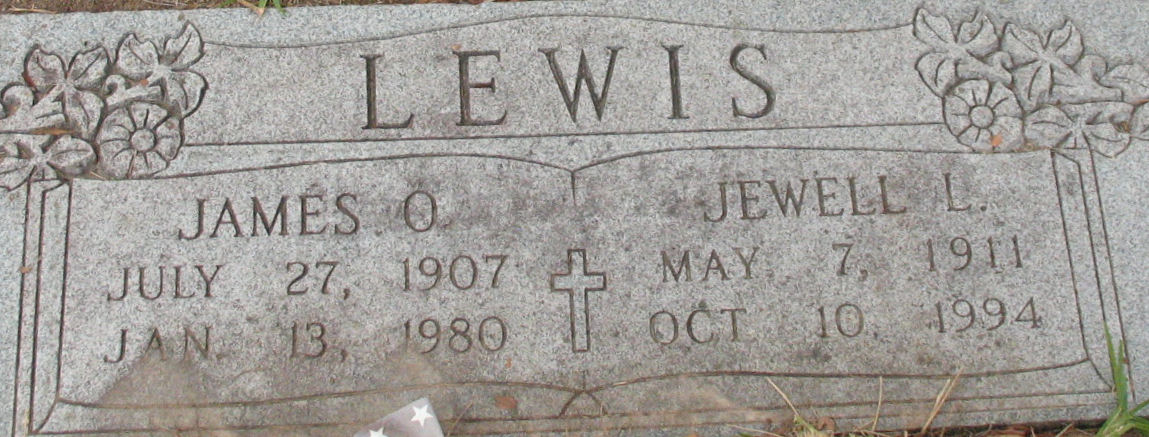 LEWIS
JAMES O.
JULY 27, 1907
JAN. 13, 1980
JEWELL L.
MAY 7, 1911
OCT 10, 1994